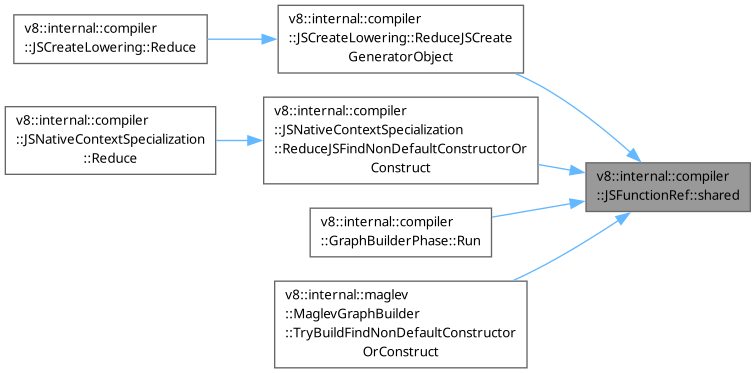 v8::internal::compiler
::JSCreateLowering::Reduce
v8::internal::compiler
::JSCreateLowering::ReduceJSCreate
GeneratorObject
v8::internal::compiler
::JSNativeContextSpecialization
::Reduce
v8::internal::compiler
::JSNativeContextSpecialization
::ReduceJSFindNonDefaultConstructorOr
Construct
v8::internal::compiler
::JSFunctionRef::shared
v8::internal::compiler
::GraphBuilderPhase::Run
v8::internal::maglev
::MaglevGraphBuilder
::TryBuildFindNonDefaultConstructor
OrConstruct